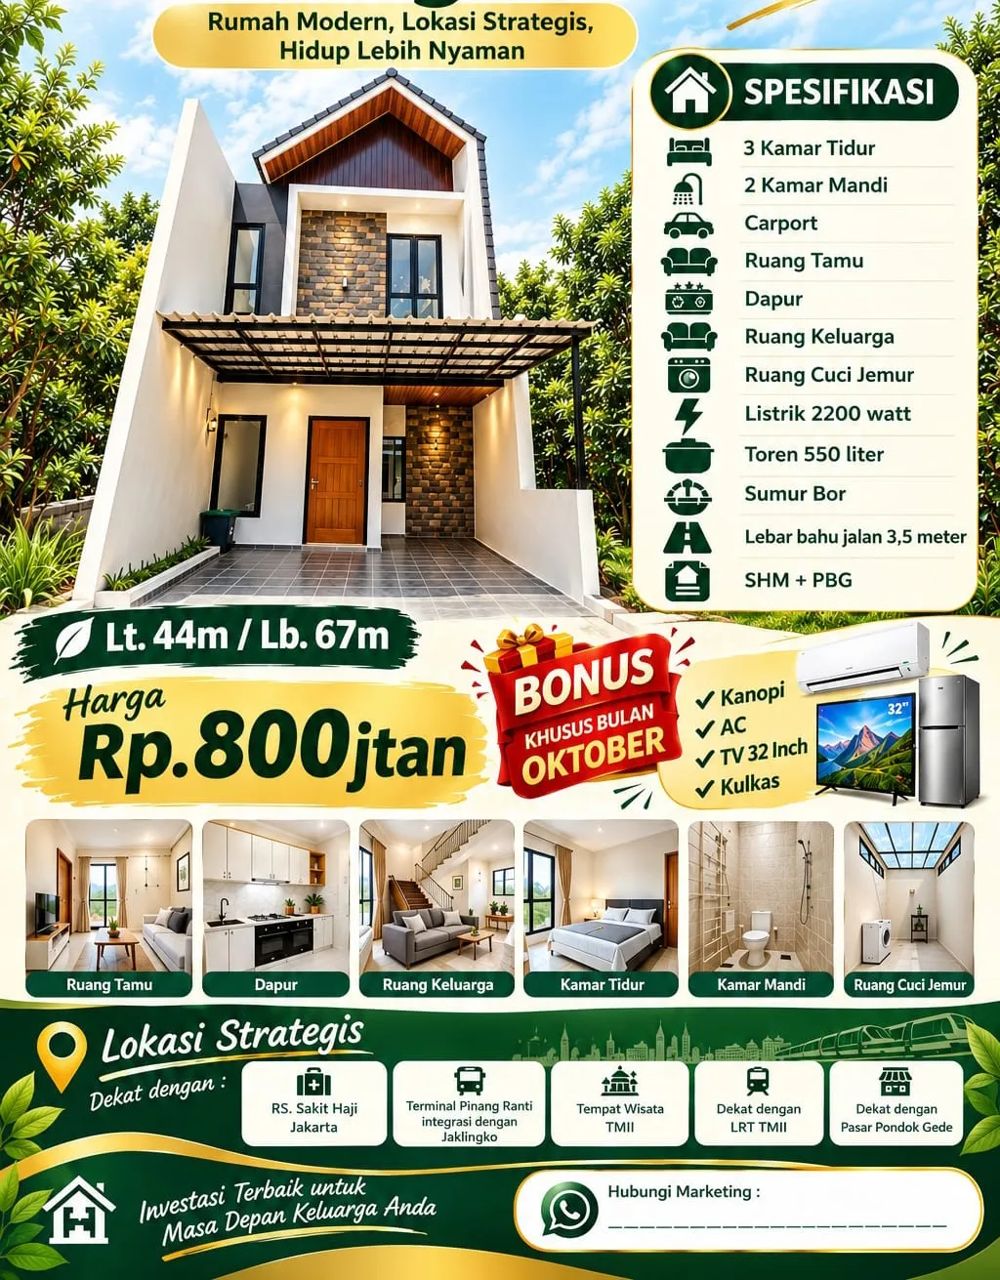 Rumah Modern, Lokasi Strategis,
Hidup Lebih Nyaman
SPESIFIKASI
3 Kamar Tidur
2 Kamar Mandi
Carport
Ruang Tamu
Dapur
Ruang Keluarga
Ruang Cuci Jemur
Listrik 2200 watt
Toren 550 liter
Sumur Bor
Lebar bahu jalan 3,5 meter
SHM + PBG
Lt. 44m / Lb. 67m
Harga
Rp.800jtan
BONUS
KHUSUS BULAN
OKTOBER
Kanopi
AC
TV 32 Inch
Kulkas
32"
Ruang Tamu
Dapur
Ruang Keluarga
Kamar Tidur
Kamar Mandi
Ruang Cuci Jemur
Lokasi Strategis
Dekat dengan :
RS. Sakit Haji
Jakarta
Terminal Pinang Ranti
integrasi dengan
Jaklingko
Tempat Wisata
TMII
Dekat dengan
LRT TMII
Dekat dengan
Pasar Pondok Gede
Investasi Terbaik untuk
Masa Depan Keluarga Anda
Hubungi Marketing :